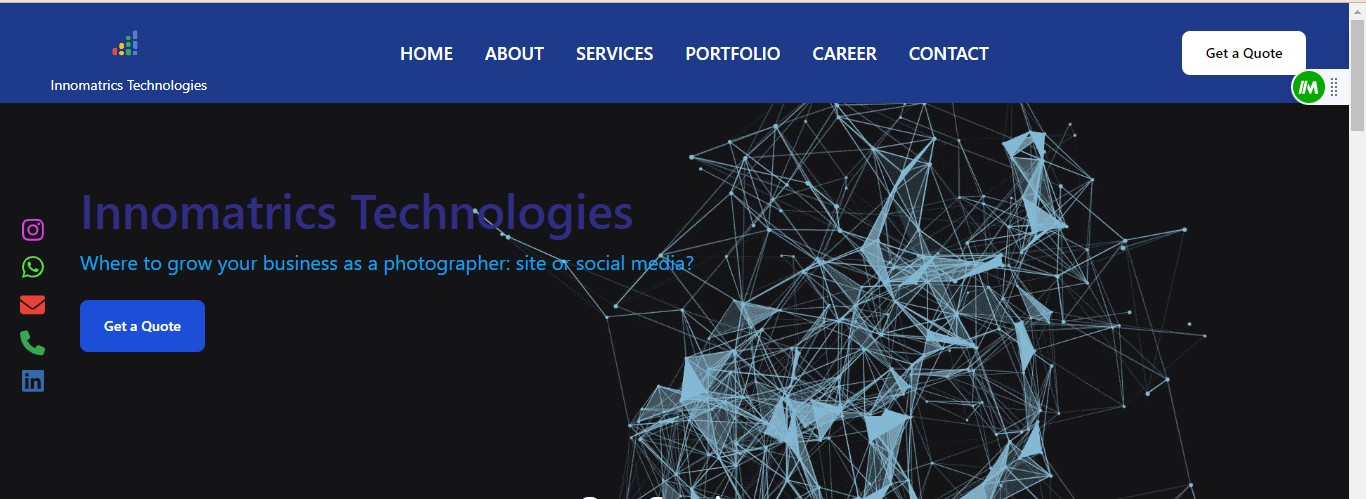 HOME ABOUT SERVICES PORTFOLIO CAREER CONTACT
Get a Quote
Innomatrics Technologies
Innomatrics Technologies
Where to grow your business as a photographer: site or social media?
Get a Quote